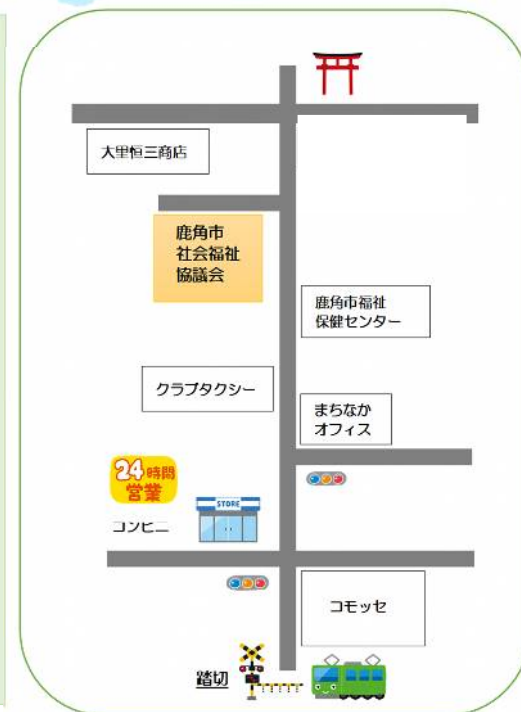 大里恒三商店
鹿角市
社会福祉
協議会
鹿角市福祉
保健センター
クラブタクシー
まちなか
オフィス
24時間
営業
STORE
コンビニ
コモッセ
踏切